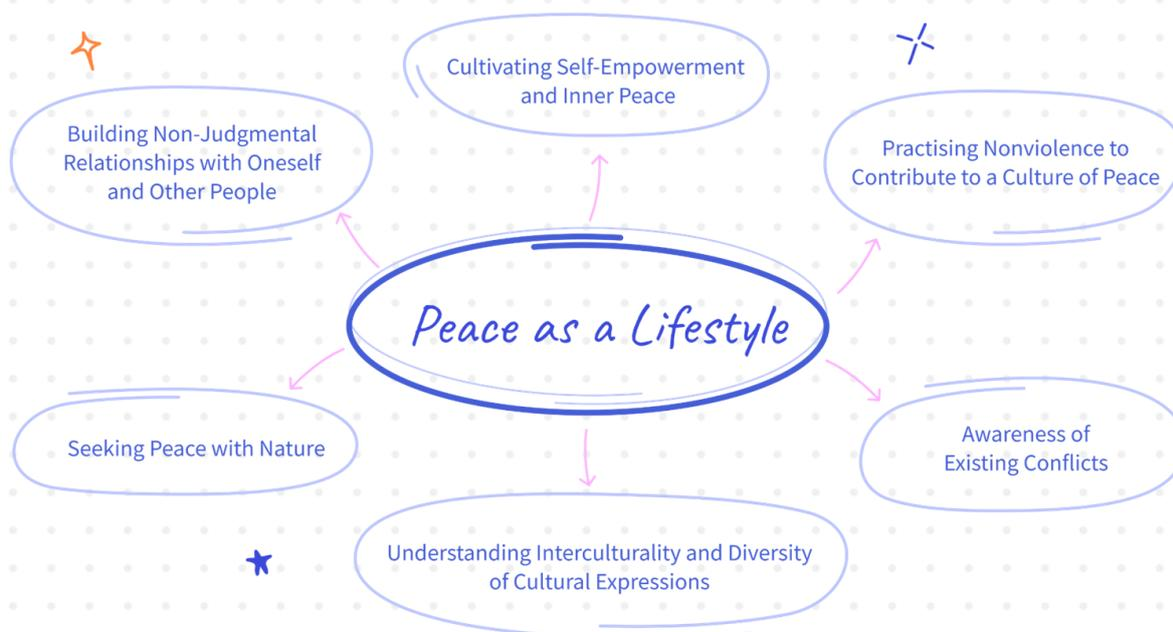 Cultivating Self-Empowerment
and Inner Peace
Building Non-Judgmental
Relationships with Oneself
and Other People
Practising Nonviolence to
Contribute to a Culture of Peace
Peace as a Lifestyle
Seeking Peace with Nature
Awareness of
Existing Conflicts
Understanding Interculturality and Diversity
of Cultural Expressions